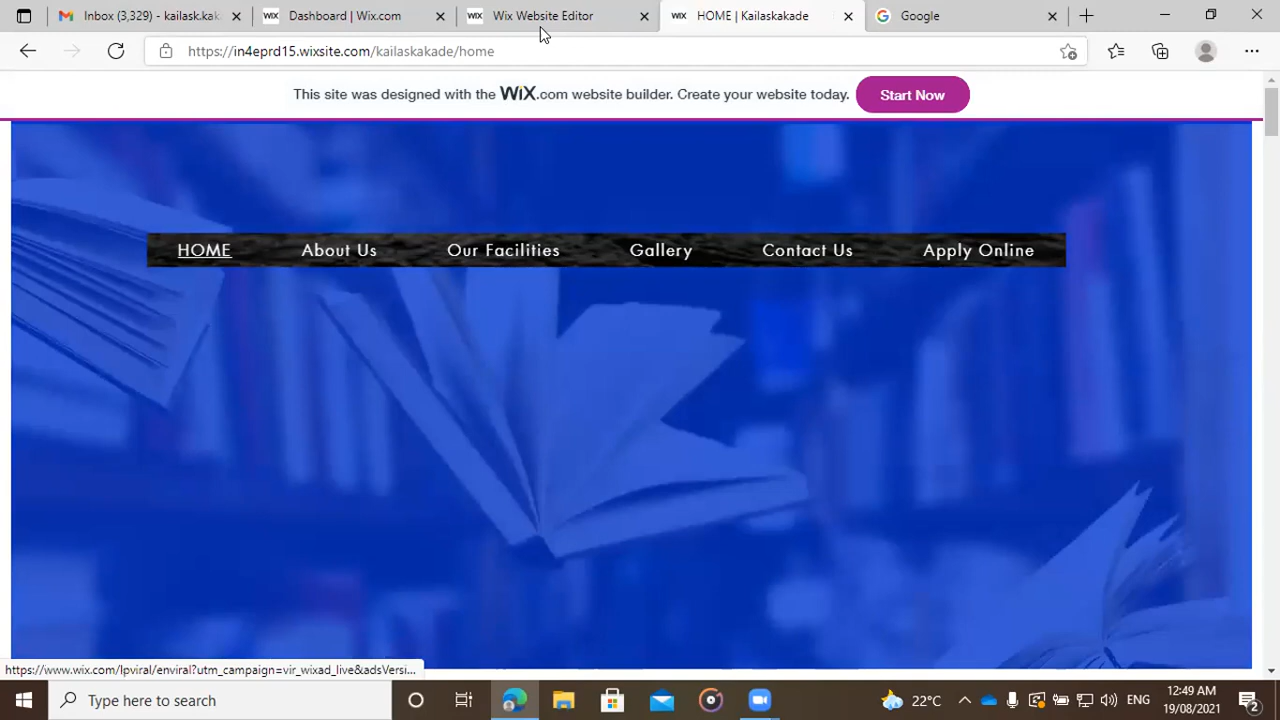 Inbox (3,329) - kailask.kak
Dashboard | Wix.com
WIX Wix Website Editor
WIX HOME | Kailaskakade
Google
https://in4eprd15.wixsite.com/kailaskakade/home
This site was designed with the WiX.com website builder. Create your website today. Start Now
HOME About Us Our Facilities Gallery Contact Us Apply Online
https://www.wix.com/lpviral/enviral?utm_campaign=vir_wixad_live&adsVersi...
Type here to search
22°C
ENG
12:49 AM
19/08/2021
2